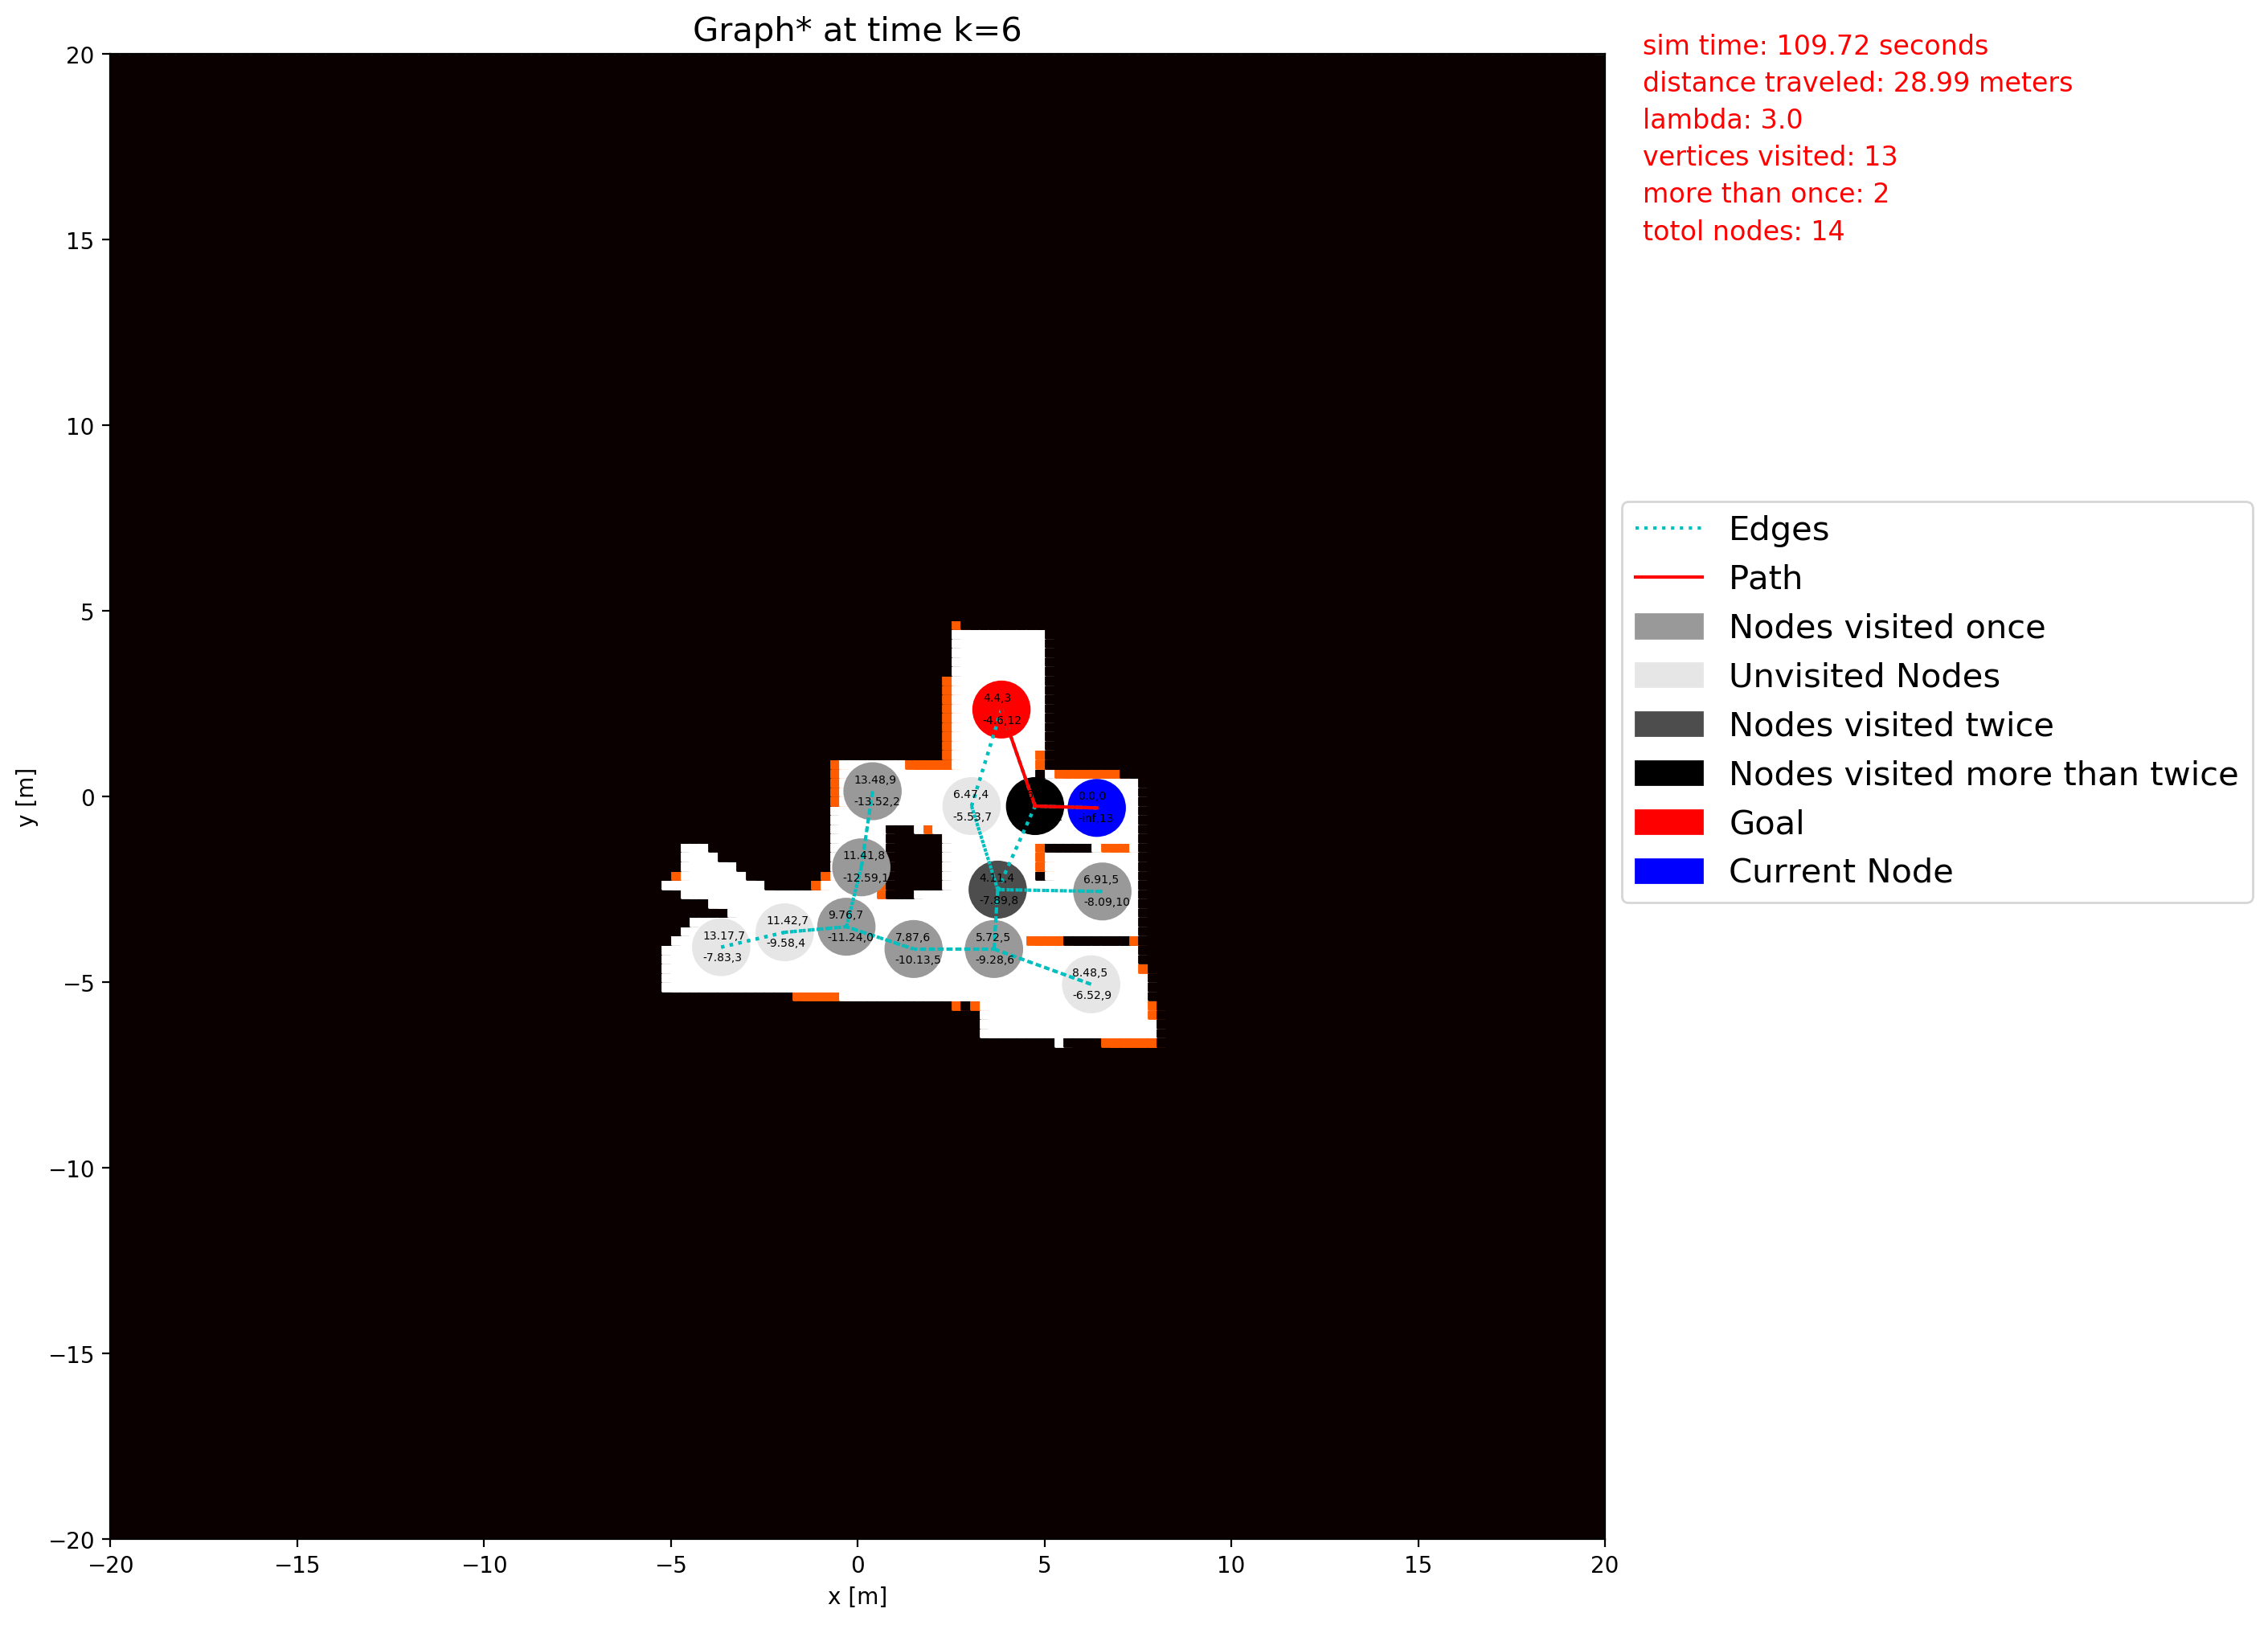 Graph* at time k=6
sim time: 109.72 seconds
distance traveled: 28.99 meters
lambda: 3.0
vertices visited: 13
more than once: 2
totol nodes: 14
20
15
10
5
0
−5
−10
−15
−20
y [m]
4.4,3
-4.6,12
13.48,9
-13.52,2
6.47,4
-5.53,7
0.0,0
-inf,13
11.41,8
-12.59,1
4.11,4
-7.89,8
6.91,5
-8.09,10
13.17,7
-7.83,3
11.42,7
-9.58,4
9.76,7
-11.24,0
7.87,6
-10.13,5
5.72,5
-9.28,6
8.48,5
-6.52,9
−20
−15
−10
−5
0
5
10
15
20
x [m]
Edges
Path
Nodes visited once
Unvisited Nodes
Nodes visited twice
Nodes visited more than twice
Goal
Current Node